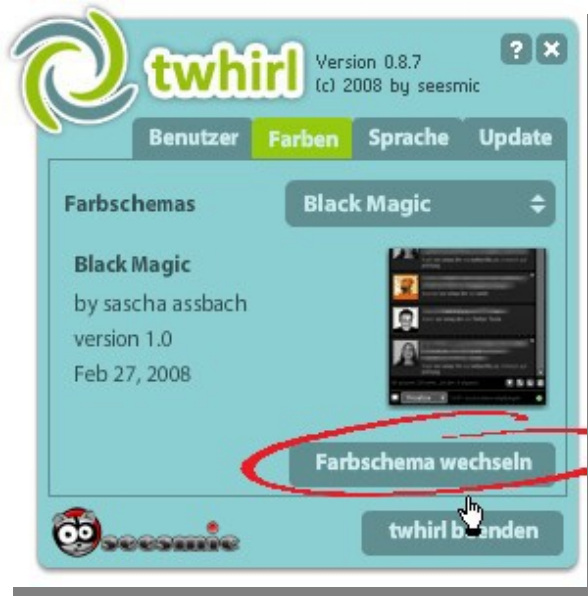 twhirl
Version 0.8.7
(c) 2008 by seesmic
? ×
Benutzer Farben Sprache Update
Farbschemas Black Magic
Black Magic
by sascha assbach
version 1.0
Feb 27, 2008
Farbschema wechseln
seesmic twhirl beenden